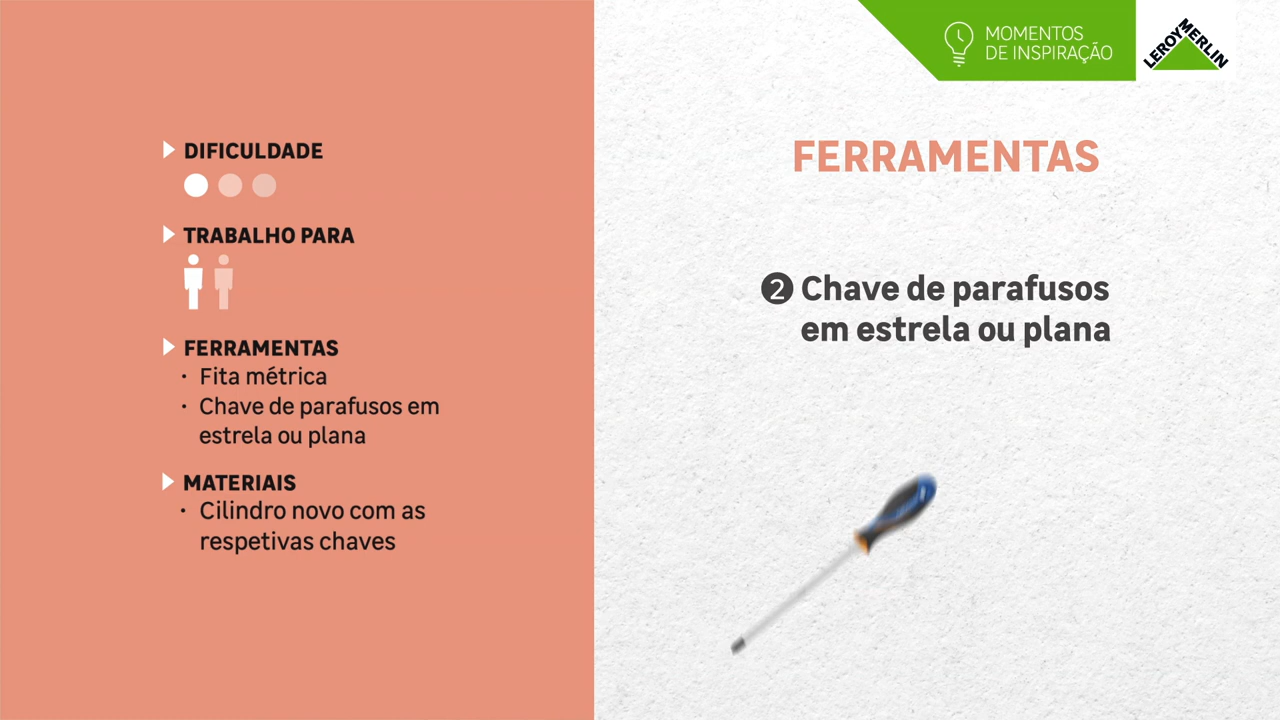 DIFICULDADE
TRABALHO PARA
FERRAMENTAS
· Fita métrica
· Chave de parafusos em
estrela ou plana
MATERIAIS
· Cilindro novo com as
respetivas chaves
MOMENTOS
DE INSPIRAÇÃO
LEROY MERLIN
FERRAMENTAS
2 Chave de parafusos
em estrela ou plana